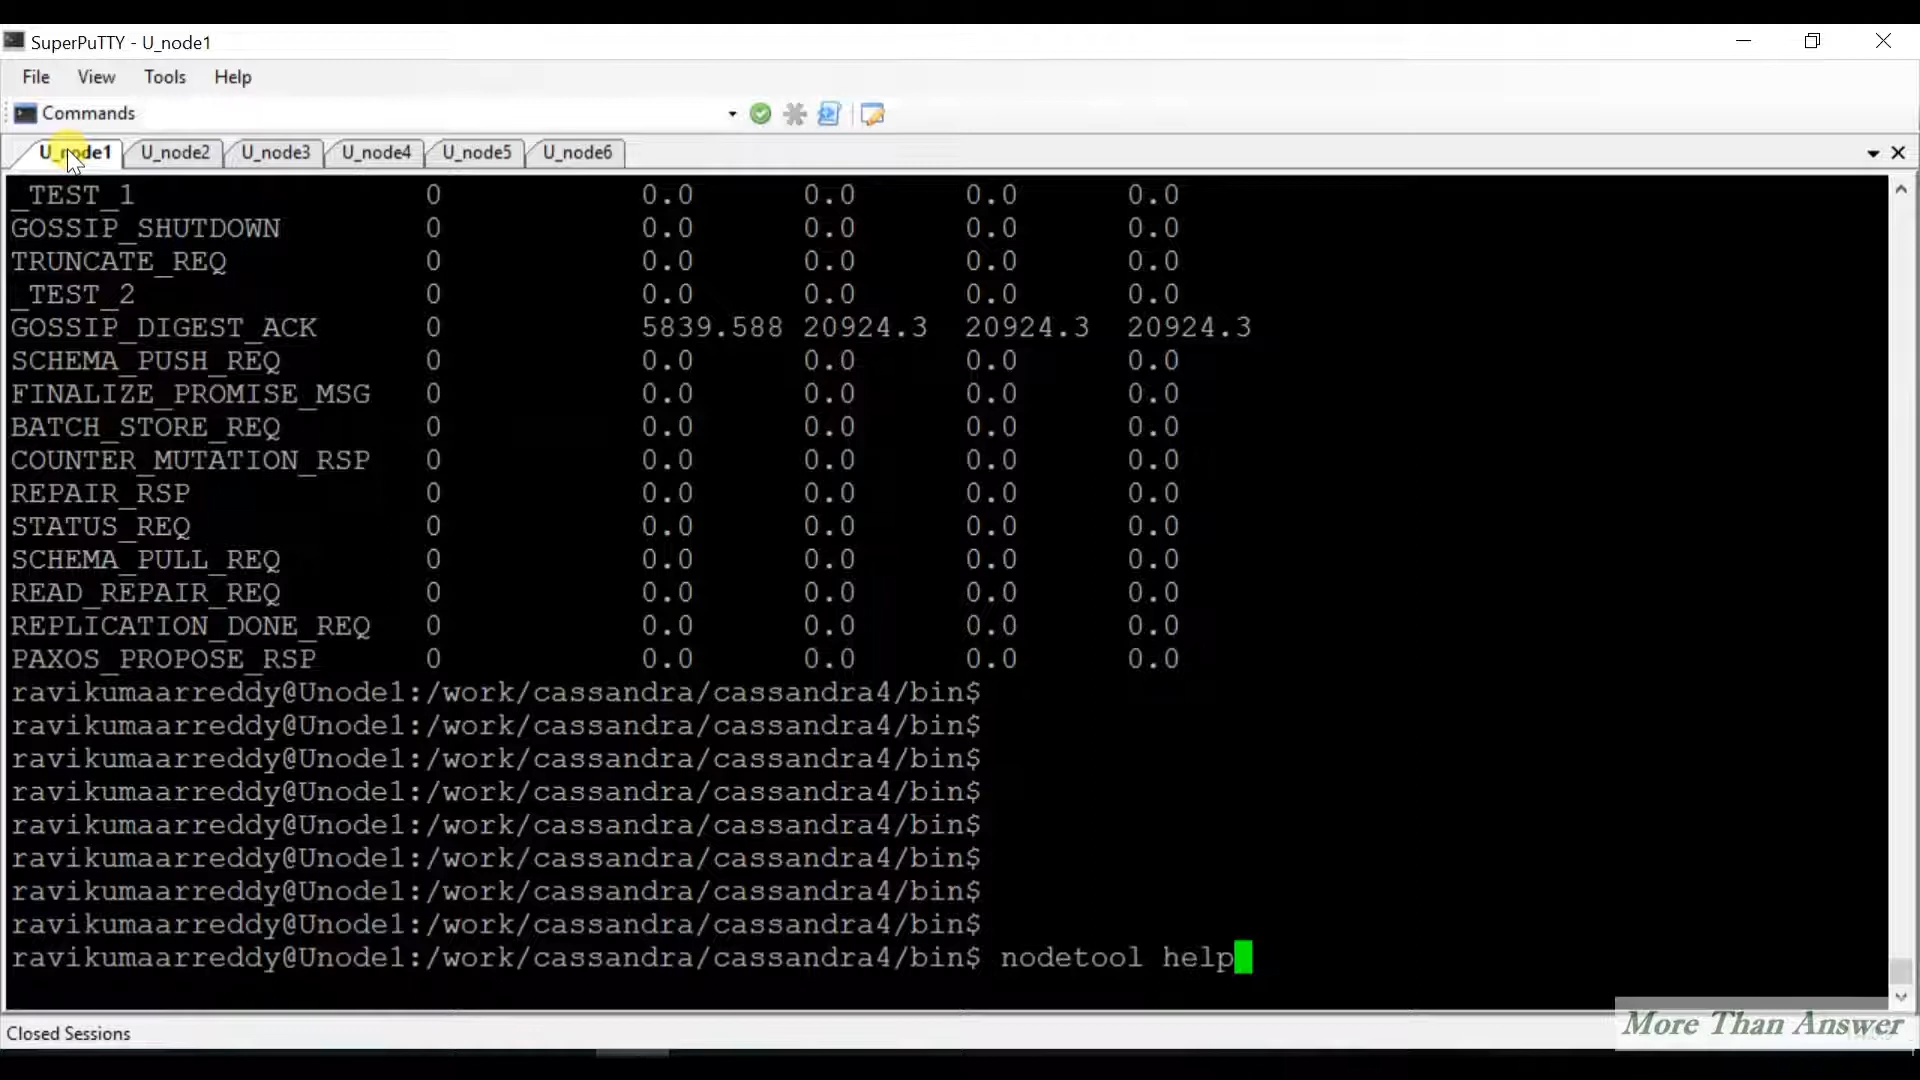 SuperPuTTY - U_node1
File View Tools Help
Commands
U_node1 U_node2 U_node3 U_node4 U_node5 U_node6
_TEST_1 0 0.0 0.0 0.0 0.0
GOSSIP_SHUTDOWN 0 0.0 0.0 0.0 0.0
TRUNCATE_REQ 0 0.0 0.0 0.0 0.0
_TEST_2 0 0.0 0.0 0.0 0.0
GOSSIP_DIGEST_ACK 0 5839.588 20924.3 20924.3 20924.3
SCHEMA_PUSH_REQ 0 0.0 0.0 0.0 0.0
FINALIZE_PROMISE_MSG 0 0.0 0.0 0.0 0.0
BATCH_STORE_REQ 0 0.0 0.0 0.0 0.0
COUNTER_MUTATION_RSP 0 0.0 0.0 0.0 0.0
REPAIR_RSP 0 0.0 0.0 0.0 0.0
STATUS_REQ 0 0.0 0.0 0.0 0.0
SCHEMA_PULL_REQ 0 0.0 0.0 0.0 0.0
READ_REPAIR_REQ 0 0.0 0.0 0.0 0.0
REPLICATION_DONE_REQ 0 0.0 0.0 0.0 0.0
PAXOS_PROPOSE_RSP 0 0.0 0.0 0.0 0.0
ravikumaarreddy@Unode1:/work/cassandra/cassandra4/bin$
ravikumaarreddy@Unode1:/work/cassandra/cassandra4/bin$
ravikumaarreddy@Unode1:/work/cassandra/cassandra4/bin$
ravikumaarreddy@Unode1:/work/cassandra/cassandra4/bin$
ravikumaarreddy@Unode1:/work/cassandra/cassandra4/bin$
ravikumaarreddy@Unode1:/work/cassandra/cassandra4/bin$
ravikumaarreddy@Unode1:/work/cassandra/cassandra4/bin$
ravikumaarreddy@Unode1:/work/cassandra/cassandra4/bin$
ravikumaarreddy@Unode1:/work/cassandra/cassandra4/bin$ nodetool help
Closed Sessions
More Than Answer